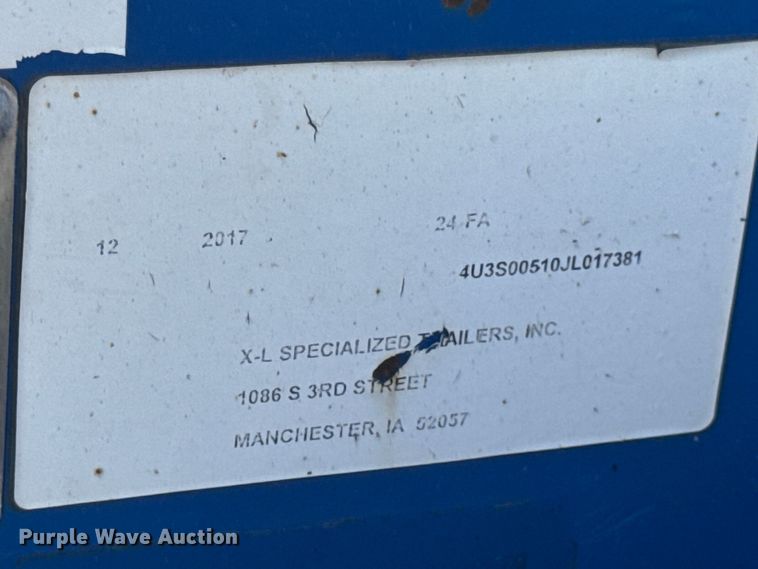 12 2017 24 FA
4U3S00510JL017381
X-L SPECIALIZED TRAILERS, INC.
1086 S 3RD STREET
MANCHESTER, IA 52057
Purple Wave Auction